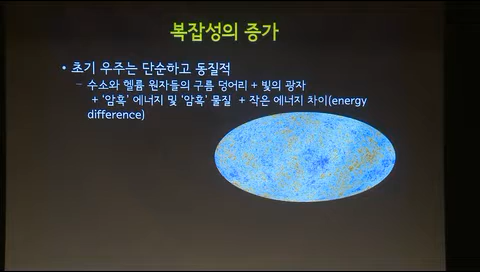 복잡성의 증가
• 초기 우주는 단순하고 동질적
– 수소와 헬륨 원자들의 구름 덩어리 + 빛의 광자
+ '암흑' 에너지 및 '암흑' 물질 + 작은 에너지 차이(energy
difference)